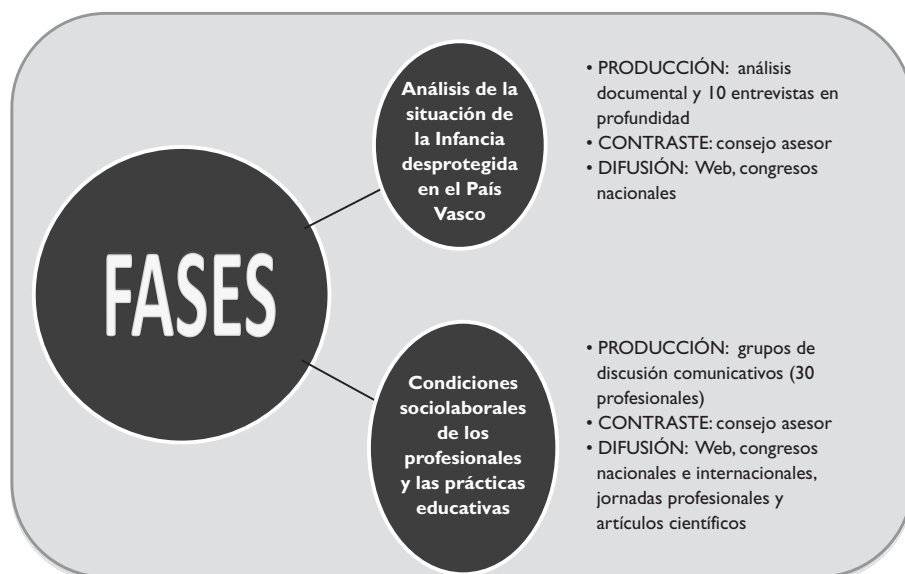 FASES
Análisis de la
situación de
la Infancia
desprotegida
en el País
Vasco
• PRODUCCIÓN: análisis
documental y 10 entrevistas en
profundidad
• CONTRASTE: consejo asesor
• DIFUSIÓN: Web, congresos
nacionales
Condiciones
sociolaborales
de los
profesionales
y las prácticas
educativas
• PRODUCCIÓN: grupos de
discusión comunicativos (30
profesionales)
• CONTRASTE: consejo asesor
• DIFUSIÓN: Web, congresos
nacionales e internacionales,
jornadas profesionales y
artículos científicos